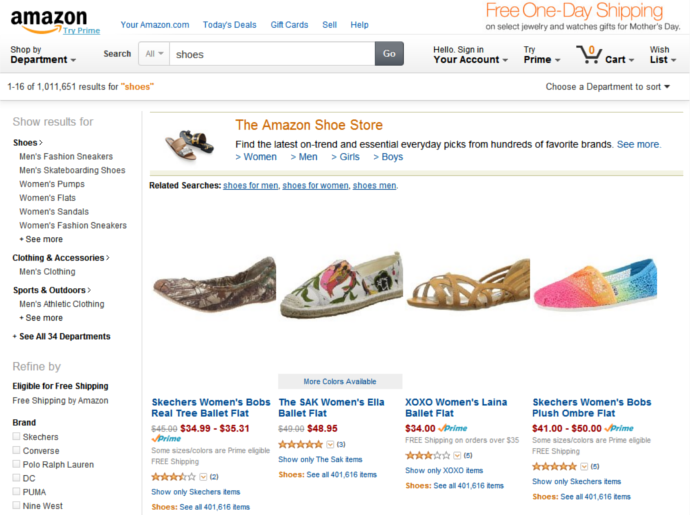 amazon
Try Prime
Your Amazon.com
Today's Deals
Gift Cards
Sell
Help
Free One-Day Shipping
on select jewelry and watches gifts for Mother's Day.
Shop by
Department
Search
All
shoes
Go
Hello. Sign in
Your Account
Try
Prime
0
Cart
Wish
List
1-16 of 1,011,651 results for "shoes"
Choose a Department to sort
Show results for
Shoes
Men's Fashion Sneakers
Men's Skateboarding Shoes
Women's Pumps
Women's Flats
Women's Sandals
Women's Fashion Sneakers
+ See more
Clothing & Accessories
Men's Clothing
Sports & Outdoors
Men's Athletic Clothing
+ See more
+ See All 34 Departments
Refine by
Eligible for Free Shipping
Free Shipping by Amazon
Brand
Skechers
Converse
Polo Ralph Lauren
DC
PUMA
Nine West
The Amazon Shoe Store
Find the latest on-trend and essential everyday picks from hundreds of favorite brands. See more.
> Women > Men > Girls > Boys
Related Searches: shoes for men, shoes for women, shoes men.
Skechers Women's Bobs
Real Tree Ballet Flat
$45.00 $34.99 - $35.31
Prime
Some sizes/colors are Prime eligible
FREE Shipping
(2)
Show only Skechers items
Shoes: See all 401,616 items
More Colors Available
The SAK Women's Ella
Ballet Flat
$49.00 $48.95
(3)
Show only The Sak items
Shoes: See all 401,616 items
XOXO Women's Laina
Ballet Flat
$34.00 Prime
FREE Shipping on orders over $35
(6)
Show only XOXO items
Shoes: See all 401,616 items
Skechers Women's Bobs
Plush Ombre Flat
$41.00 - $50.00 Prime
Some sizes/colors are Prime eligible
FREE Shipping
(6)
Show only Skechers items
Shoes: See all 401,616 items